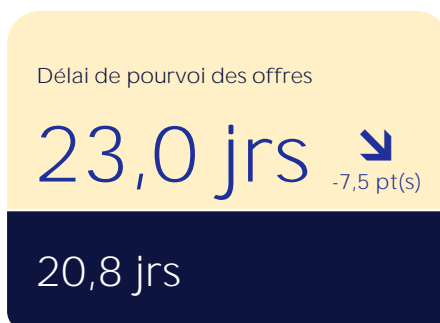 Délai de pourvoi des offres
23,0 jrs
-7,5 pt(s)
20,8 jrs